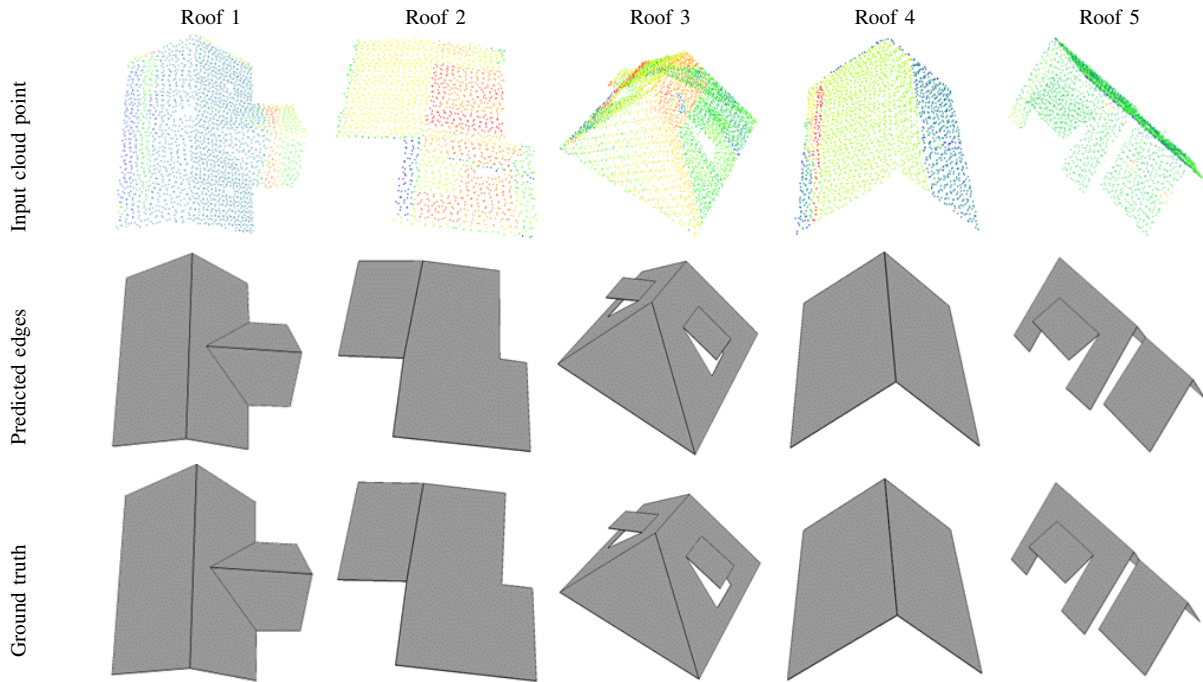 Roof 1 Roof 2 Roof 3 Roof 4 Roof 5
Input cloud point
Predicted edges
Ground truth